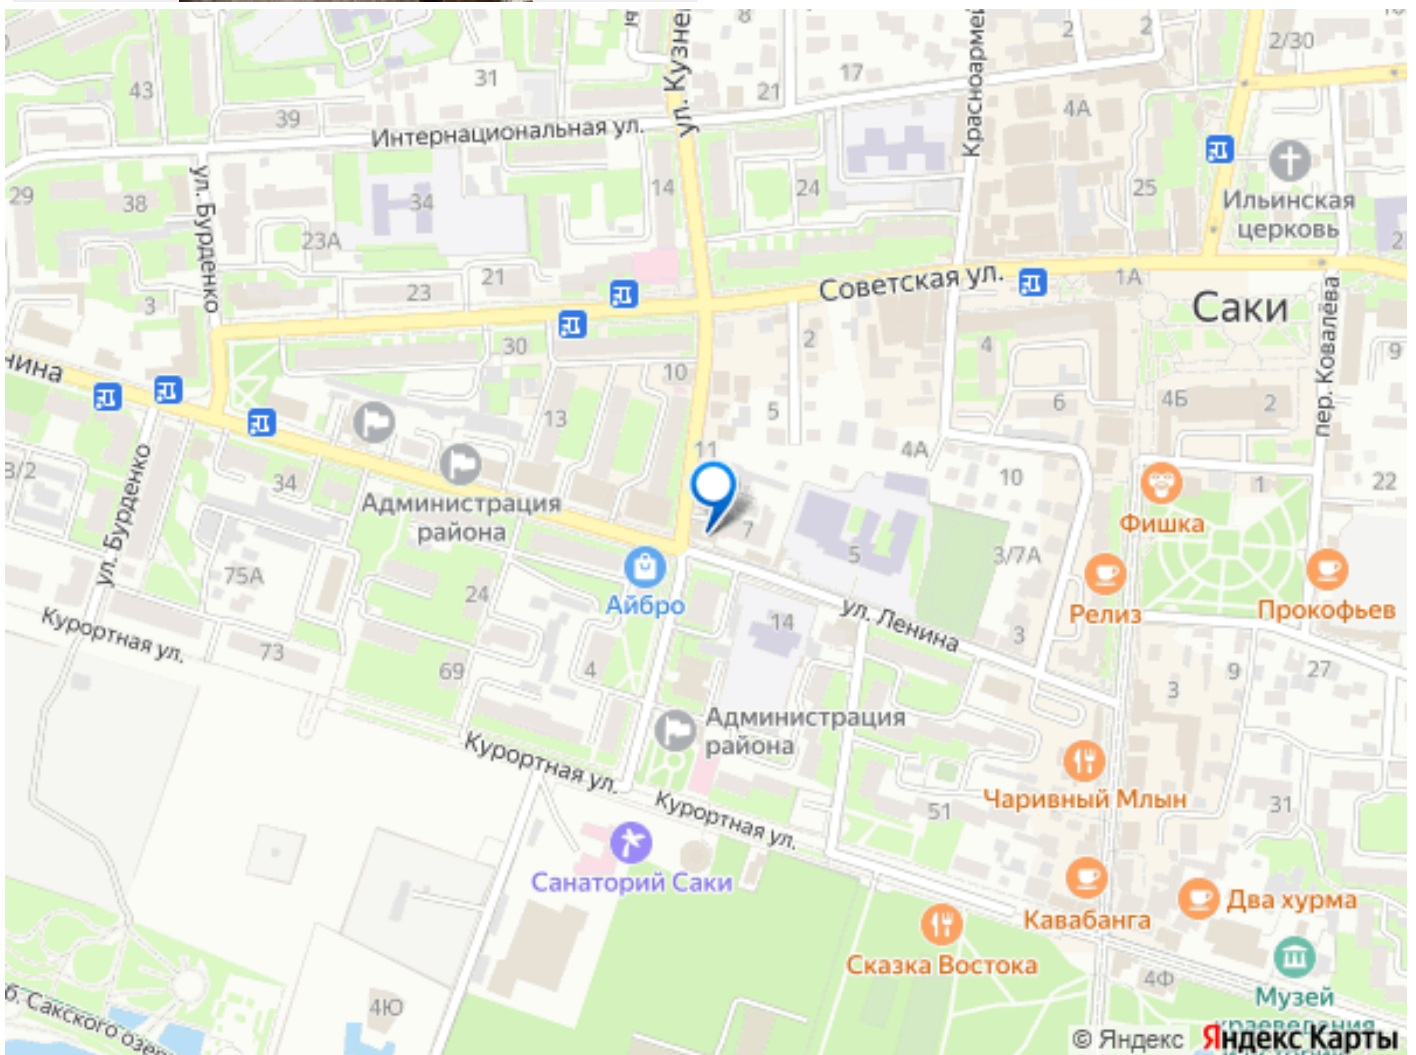 8
2
2
2/30
31
17
43
21
4А
39
Интернациональная ул.
ул. Кузне
Красноармей
29
38
ул. Бурденко
34
14
24
25
Ильинская
церковь
2
23А
21
23
3
Советская ул.
1А
Саки
пер. Ковалёва
нина
30
2
4
9
10
13
5
6
4Б
2
3/2
34
ул. Бурденко
Администрация
района
11
4А
10
1
22
Фишка
7
5
3/7А
75А
24
Айбро
Релиз
Прокофьев
Курортная ул.
73
69
4
14
ул. Ленина
3
9
27
3
Администрация
района
Курортная ул.
Курортная ул.
Чаривный Млын
51
31
Санаторий Саки
Кавабанга
Два хурма
Сказка Востока
4Ф
4Ю
Музей
краеведения
б. Сакского озер
© Яндекс Яндекс Карты